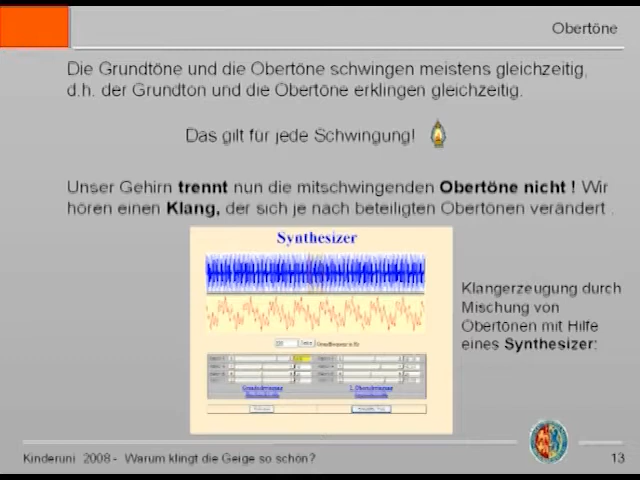 Obertöne
Die Grundtöne und die Obertöne schwingen meistens gleichzeitig,
d.h. der Grundton und die Obertöne erklingen gleichzeitig.
Das gilt für jede Schwingung!
Unser Gehirn trennt nun die mitschwingenden Obertöne nicht ! Wir
hören einen Klang, der sich je nach beteiligten Obertönen verändert .
Synthesizer
Klangerzeugung durch
Mischung von
Obertönen mit Hilfe
eines Synthesizer:
Kinderuni 2008 - Warum klingt die Geige so schön?
13